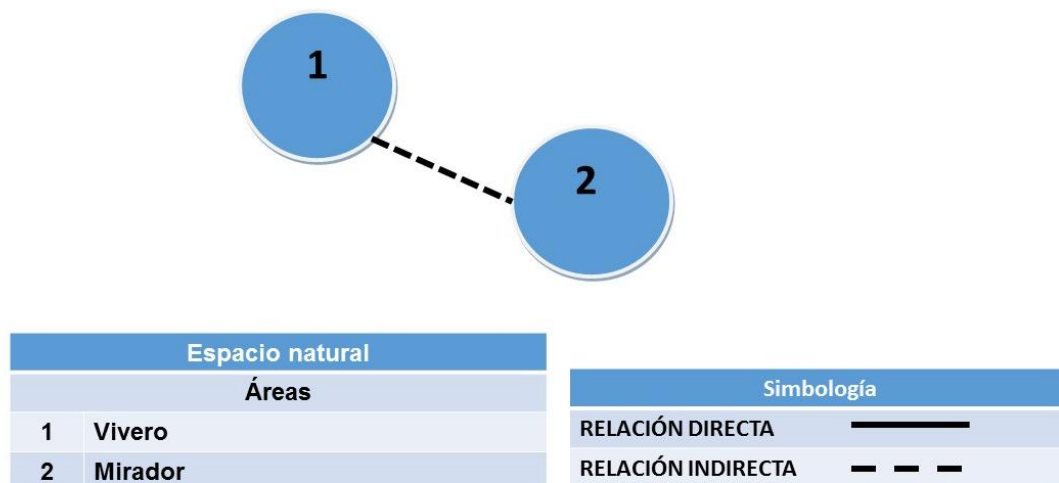 1
2
Espacio natural
Áreas
1 Vivero
2 Mirador
Simbología
RELACIÓN DIRECTA
RELACIÓN INDIRECTA